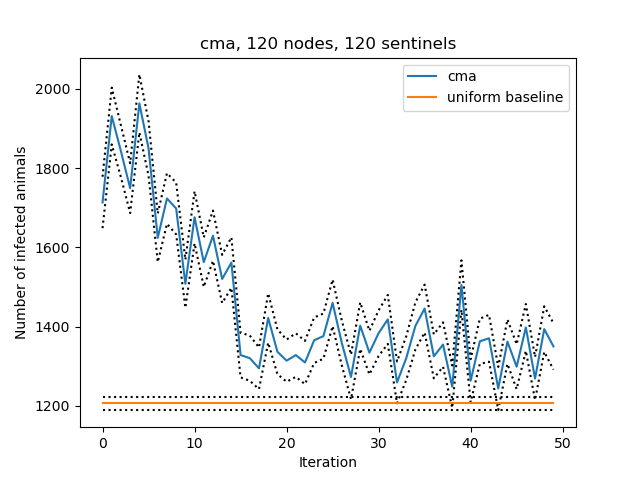 cma, 120 nodes, 120 sentinels
cma
uniform baseline
Number of infected animals
2000
1800
1600
1400
1200
0 10 20 30 40 50
Iteration